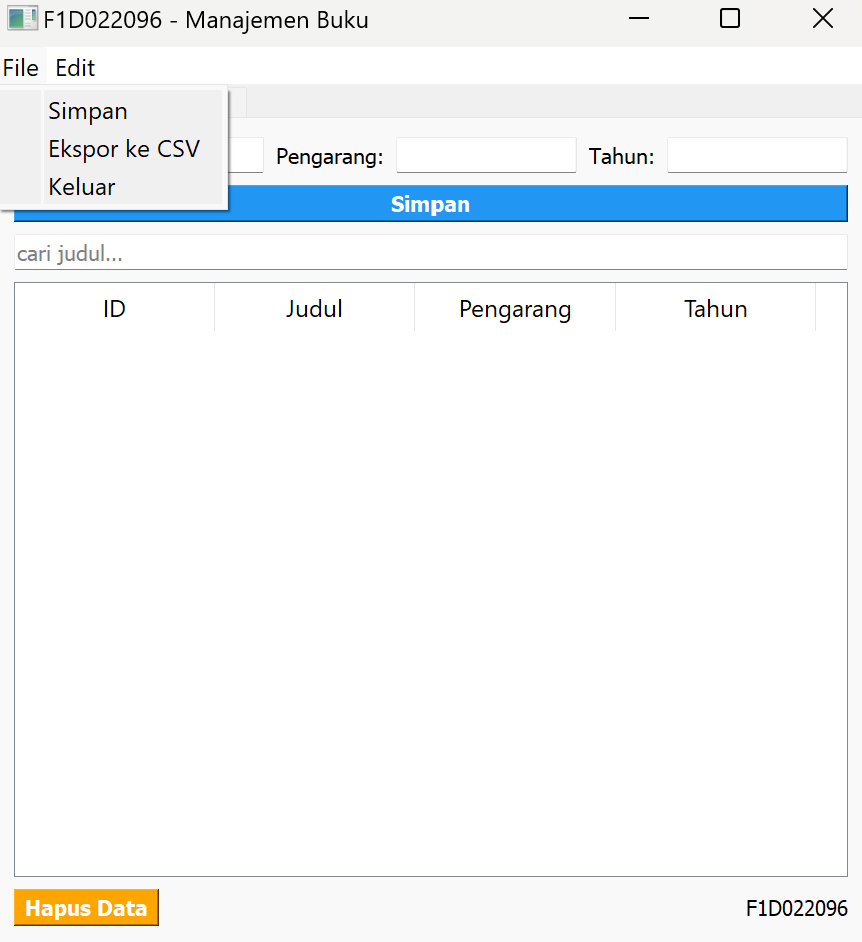 F1D022096 - Manajemen Buku
File Edit
Simpan
Ekspor ke CSV
Keluar
Pengarang: Tahun:
Simpan
cari judul...
ID Judul Pengarang Tahun
Hapus Data F1D022096